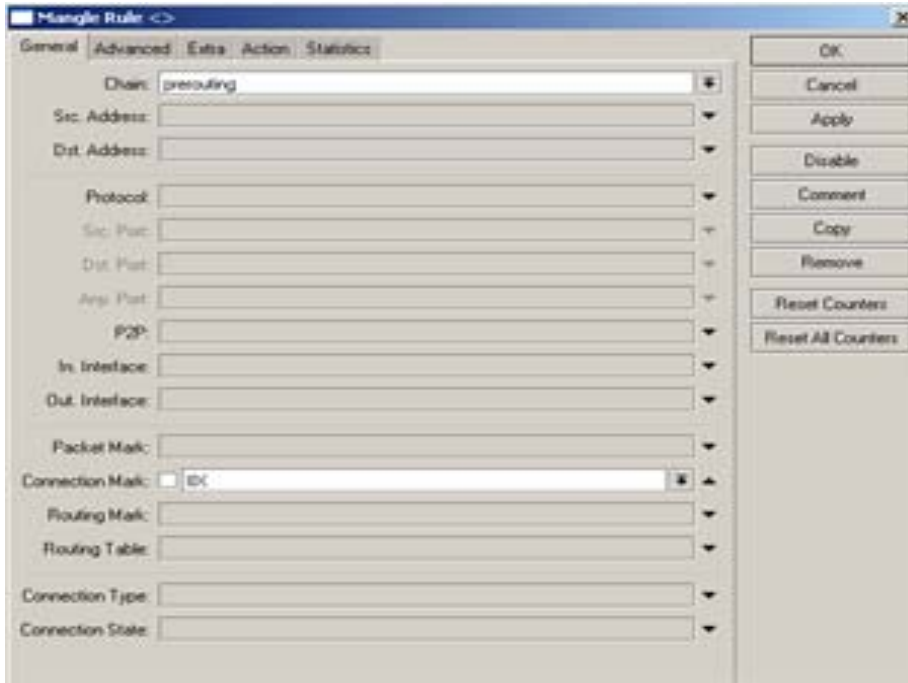 Mangle Rule <>
General Advanced Extra Action Statistics
Chain: prerouting
Src. Address:
Dst. Address:
Protocol:
Src. Port:
Dst. Port:
Any. Port:
P2P:
In. Interface:
Out. Interface:
Packet Mark:
Connection Mark:
Routing Mark:
Routing Table:
Connection Type:
Connection State:
OK
Cancel
Apply
Disable
Comment
Copy
Remove
Reset Counters
Reset All Counters